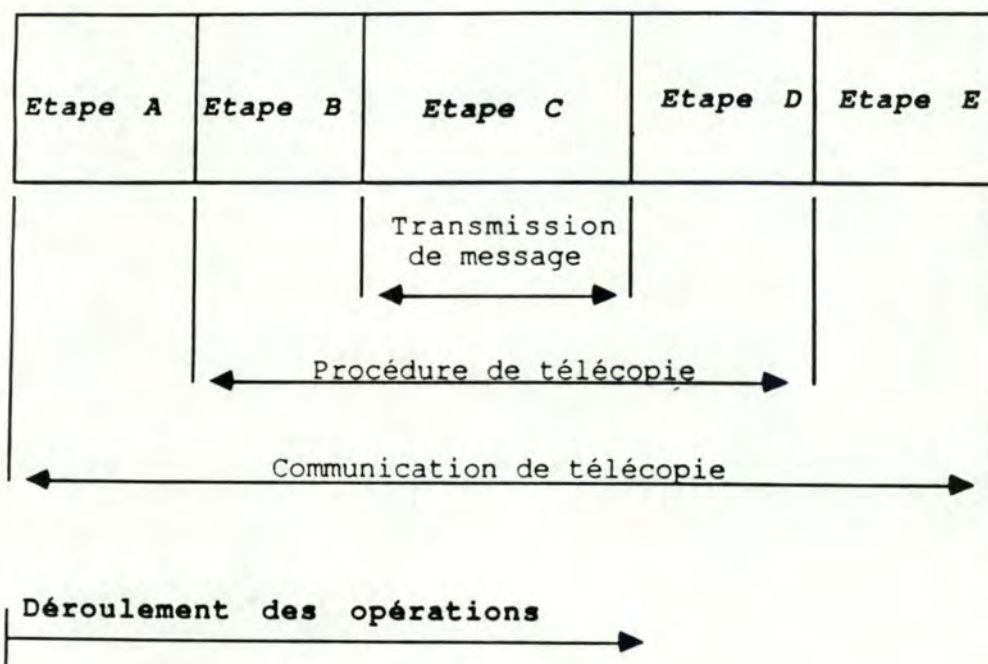 Etape A Etape B Etape C Etape D Etape E
Transmission
de message
Procédure de télécopie
Communication de télécopie
Déroulement des opérations